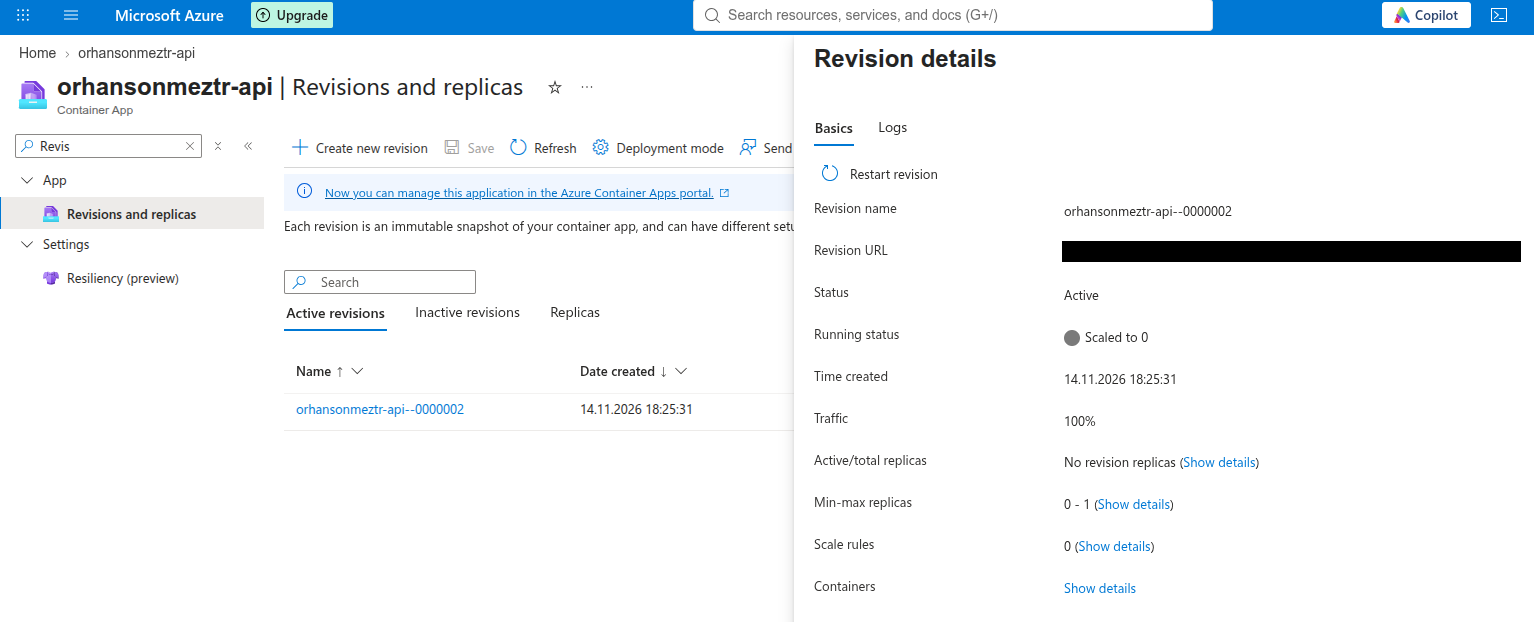 Microsoft Azure
Upgrade
Search resources, services, and docs (G+/)
Copilot
Home › orhansonmeztr-api
orhansonmeztr-api | Revisions and replicas
Container App
Revis
App
Revisions and replicas
Settings
Resiliency (preview)
Create new revision Save Refresh Deployment mode Send
Now you can manage this application in the Azure Container Apps portal.
Each revision is an immutable snapshot of your container app, and can have different setu
Search
Active revisions Inactive revisions Replicas
Name ↑ Date created ↓
orhansonmeztr-api--0000002 14.11.2026 18:25:31
Revision details
Basics Logs
Restart revision
Revision name orhansonmeztr-api--0000002
Revision URL
Status Active
Running status Scaled to 0
Time created 14.11.2026 18:25:31
Traffic 100%
Active/total replicas No revision replicas (Show details)
Min-max replicas 0 - 1 (Show details)
Scale rules 0 (Show details)
Containers Show details